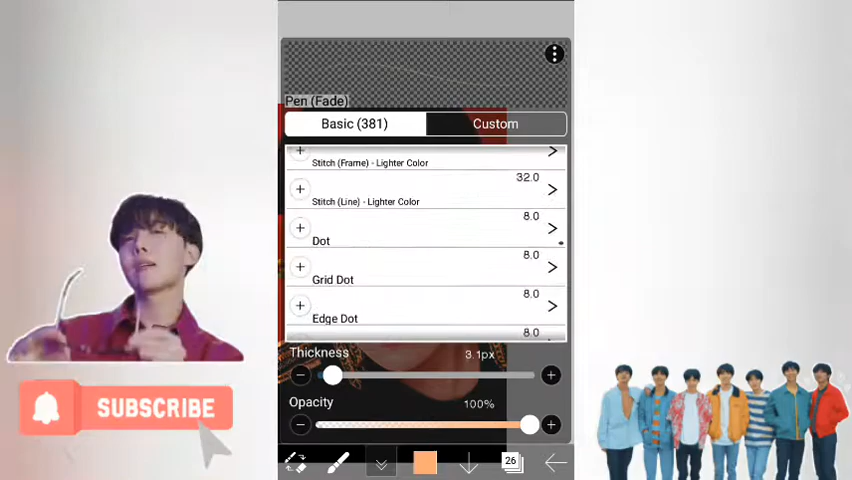 Pen (Fade)
Basic (381)
Custom
Stitch (Frame) - Lighter Color
32.0
Stitch (Line) - Lighter Color
8.0
Dot
8.0
Grid Dot
8.0
Edge Dot
8.0
Thickness
3.1px
Opacity
100%
26
SUBSCRIBE